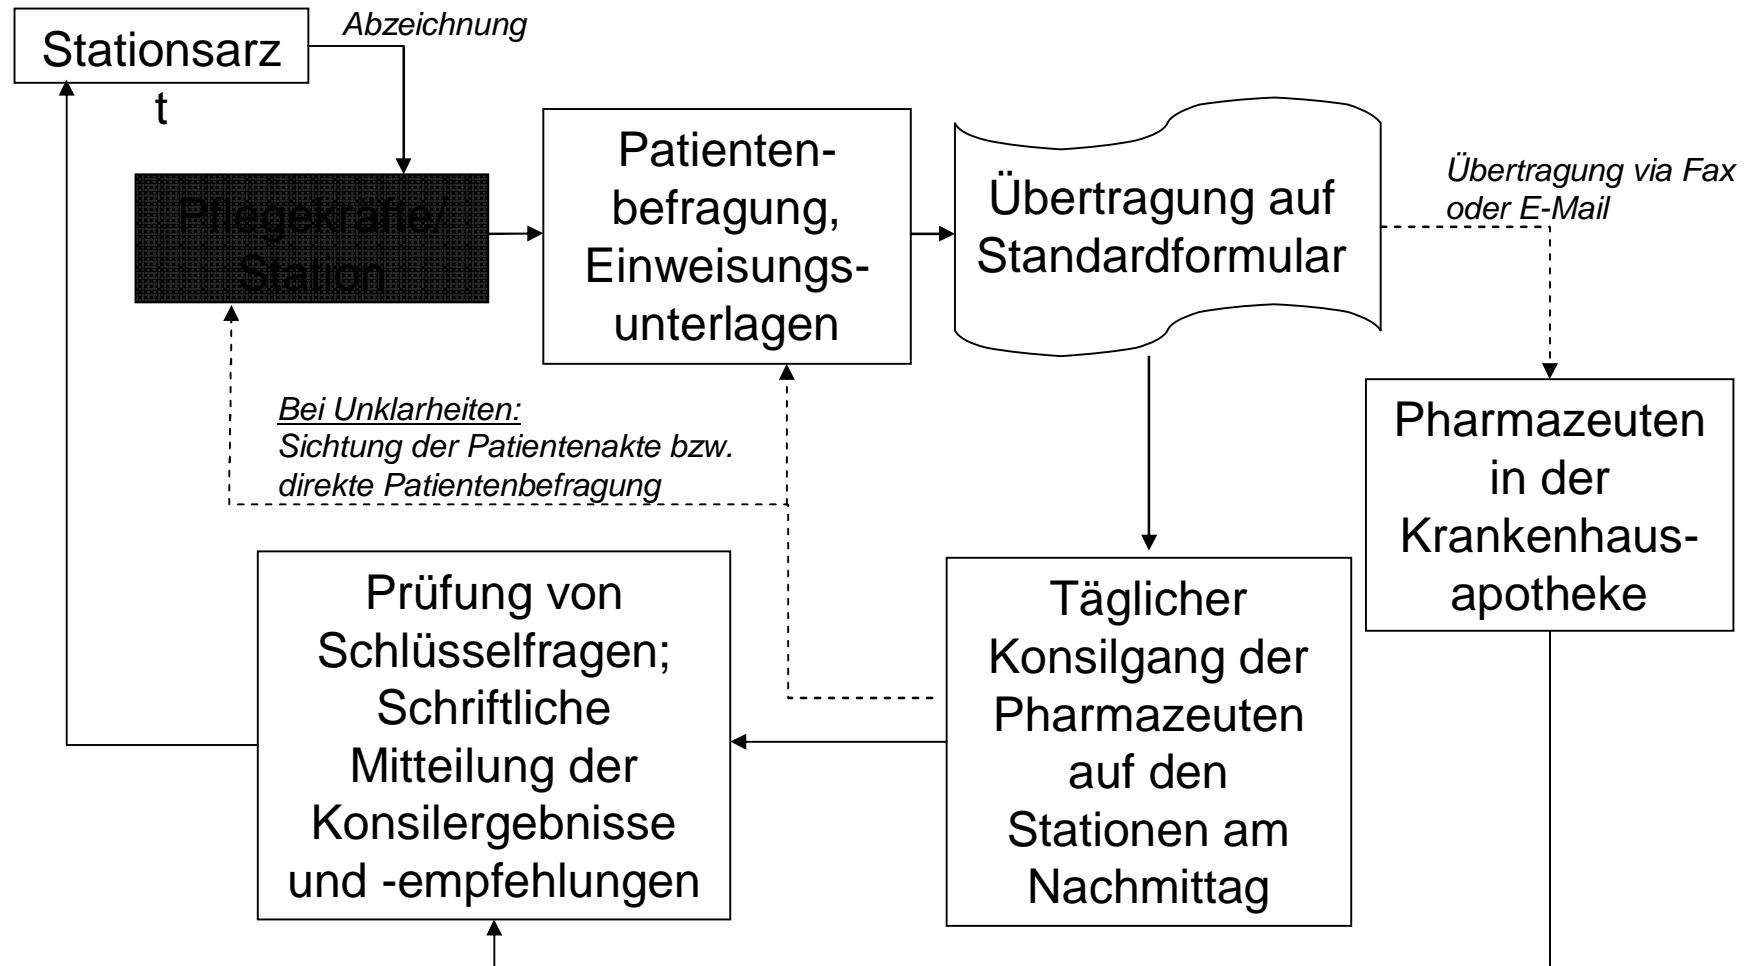 Stationsarz
t
Abzeichnung
Pflegekräfte/
Station
Patienten-
befragung,
Einweisungs-
unterlagen
Übertragung auf
Standardformular
Übertragung via Fax
oder E-Mail
Bei Unklarheiten:
Sichtung der Patientenakte bzw.
direkte Patientenbefragung
Pharmazeuten
in der
Krankenhaus-
apotheke
Prüfung von
Schlüsselfragen;
Schriftliche
Mitteilung der
Konsilergebnisse
und -empfehlungen
Täglicher
Konsilgang der
Pharmazeuten
auf den
Stationen am
Nachmittag